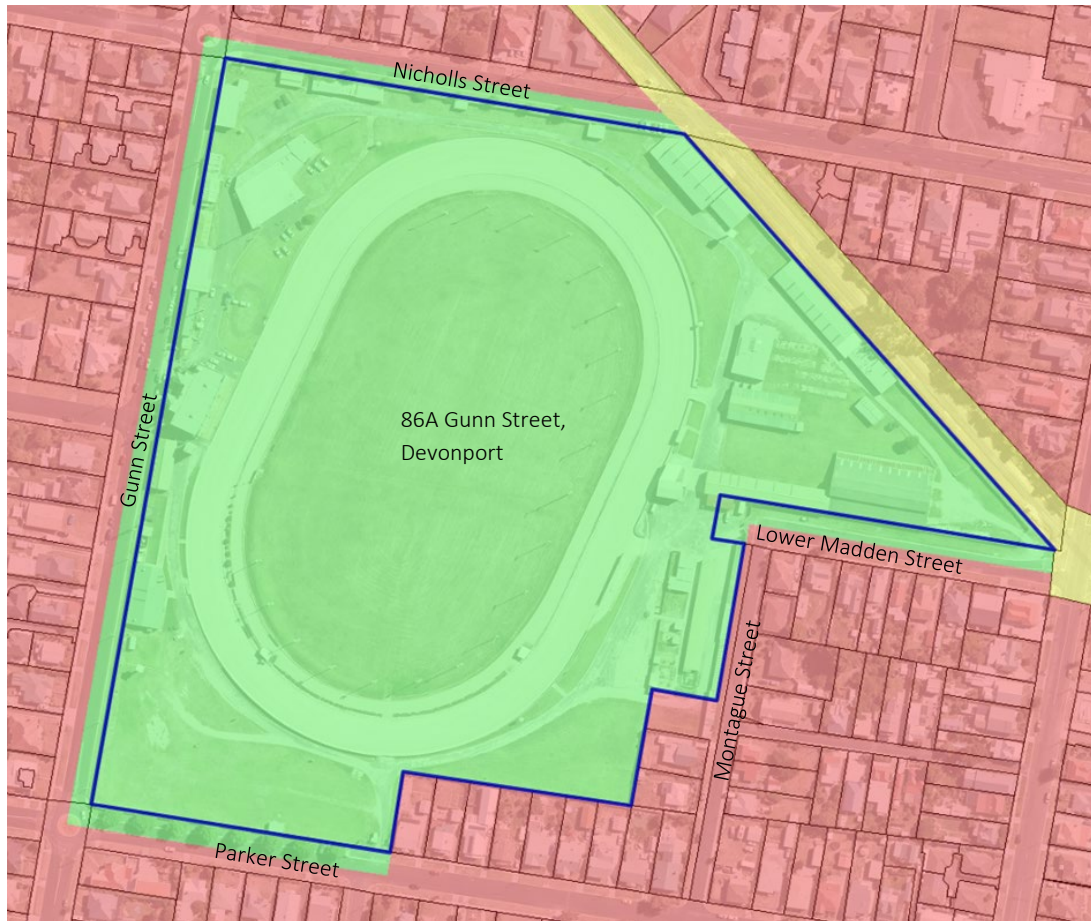 Nicholls Street
86A Gunn Street,
Devonport
Gunn Street
Lower Madden Street
Montague Street
Parker Street